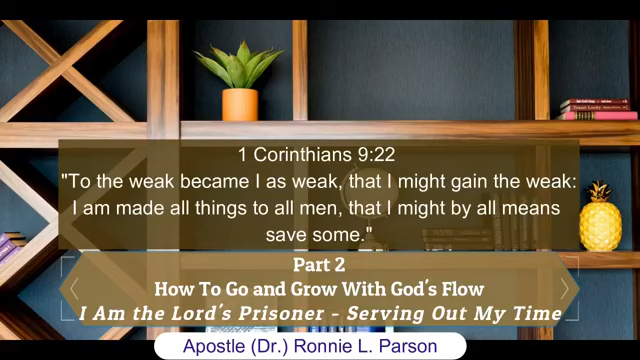 1 Corinthians 9:22
"To the weak became I as weak, that I might gain the weak:
I am made all things to all men, that I might by all means
save some."
Part 2
How To Go and Grow With God's Flow
I Am the Lord's Prisoner - Serving Out My Time
Apostle (Dr.) Ronnie L. Parson